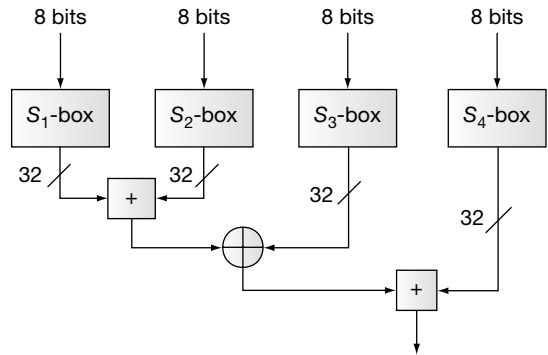 8 bits 8 bits 8 bits 8 bits
S₁-box S₂-box S₃-box S₄-box
32 32
+ 32
32
+